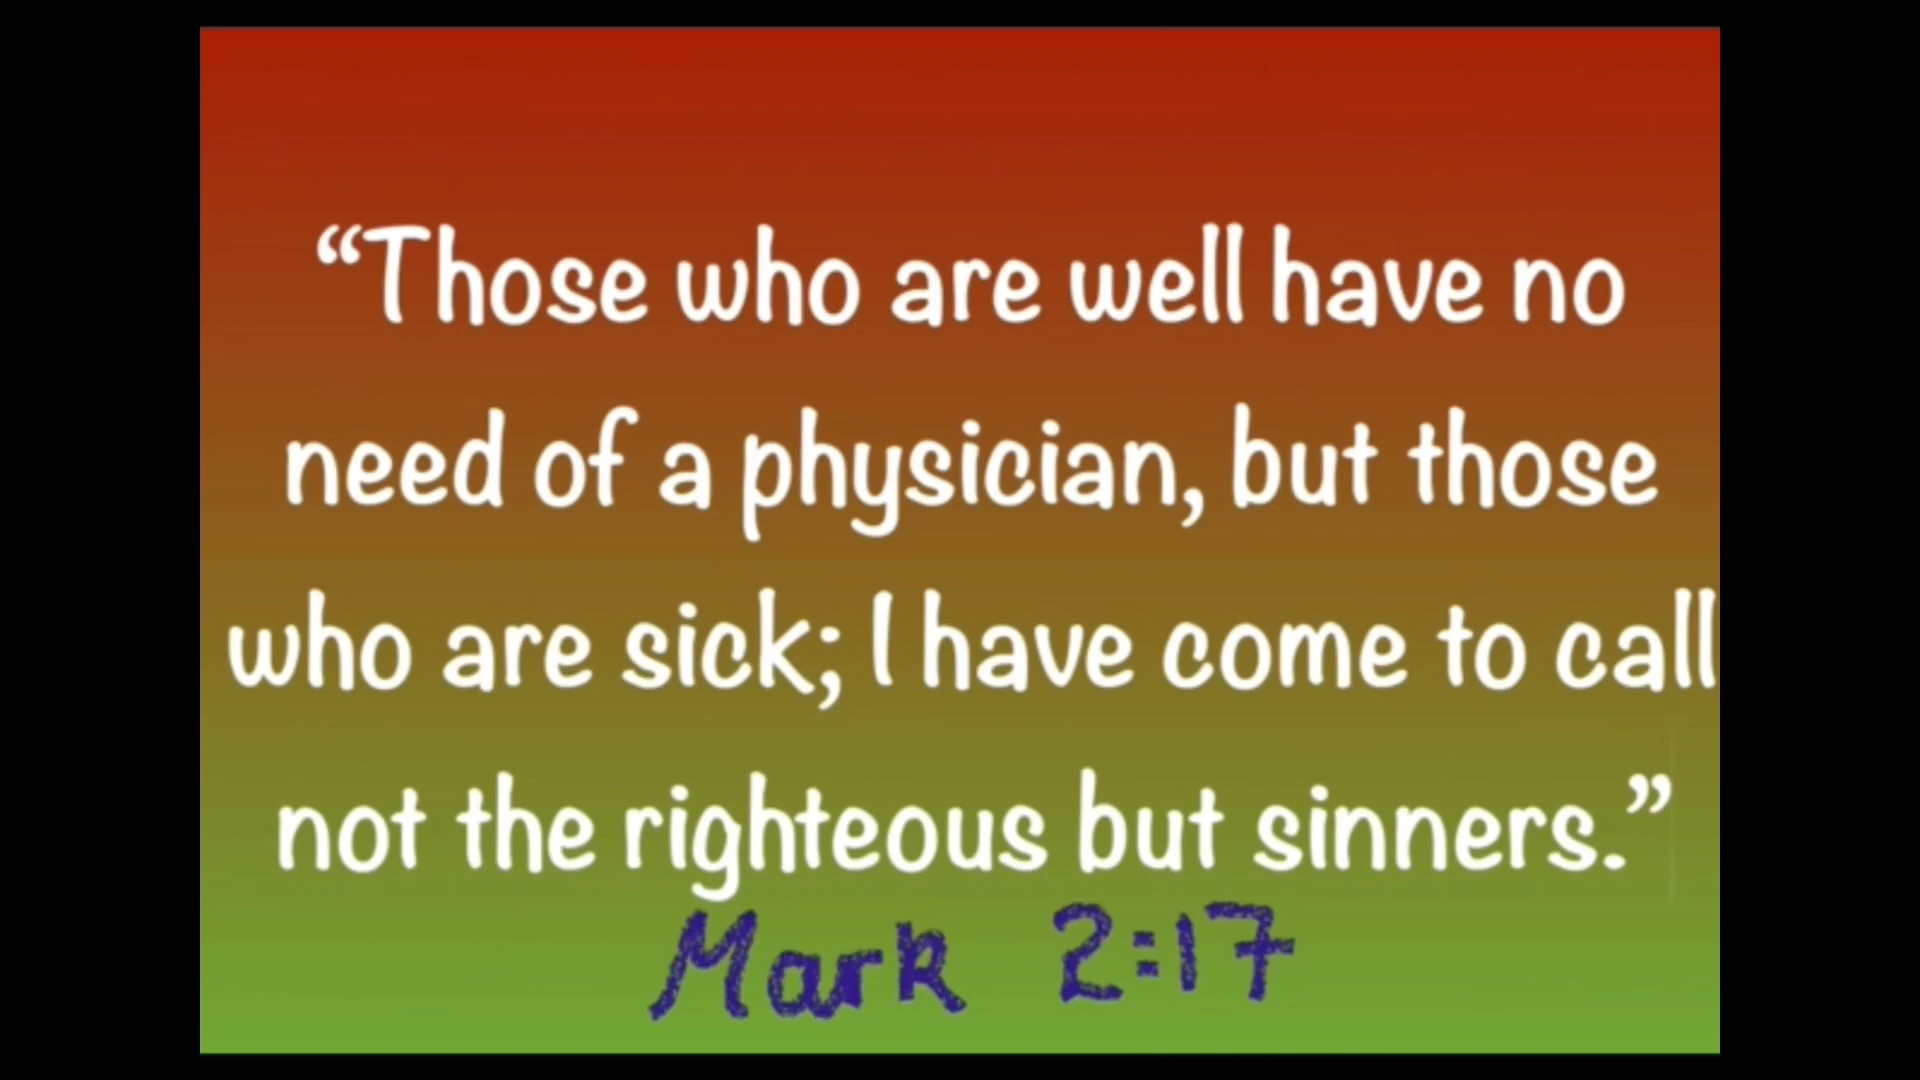 “Those who are well have no
need of a physician, but those
who are sick; I have come to call
not the righteous but sinners.”
Mark 2:17